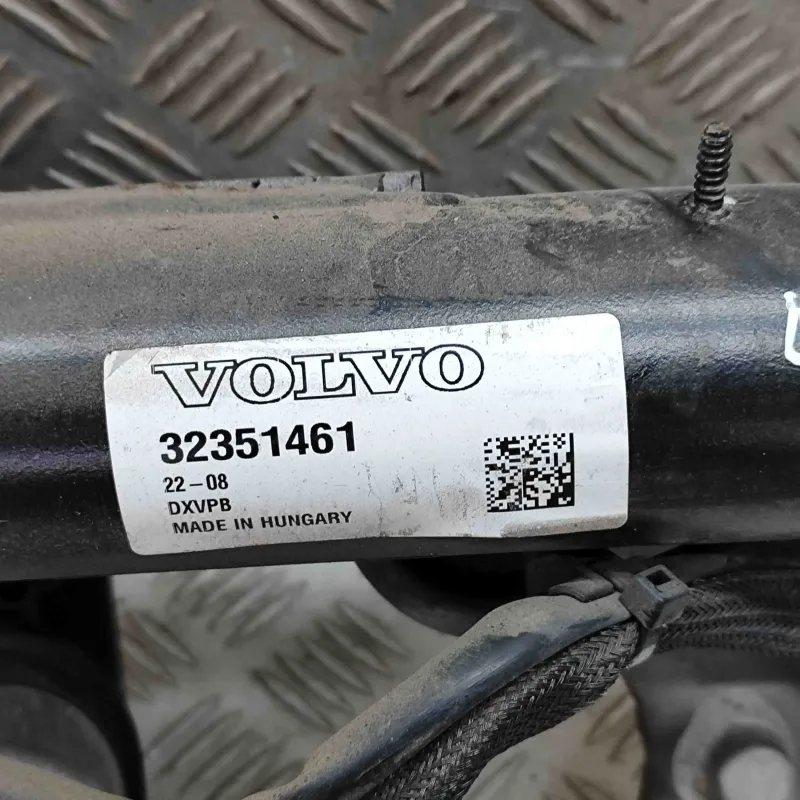 VOLVO
32351461
22-08
DXVPB
MADE IN HUNGARY